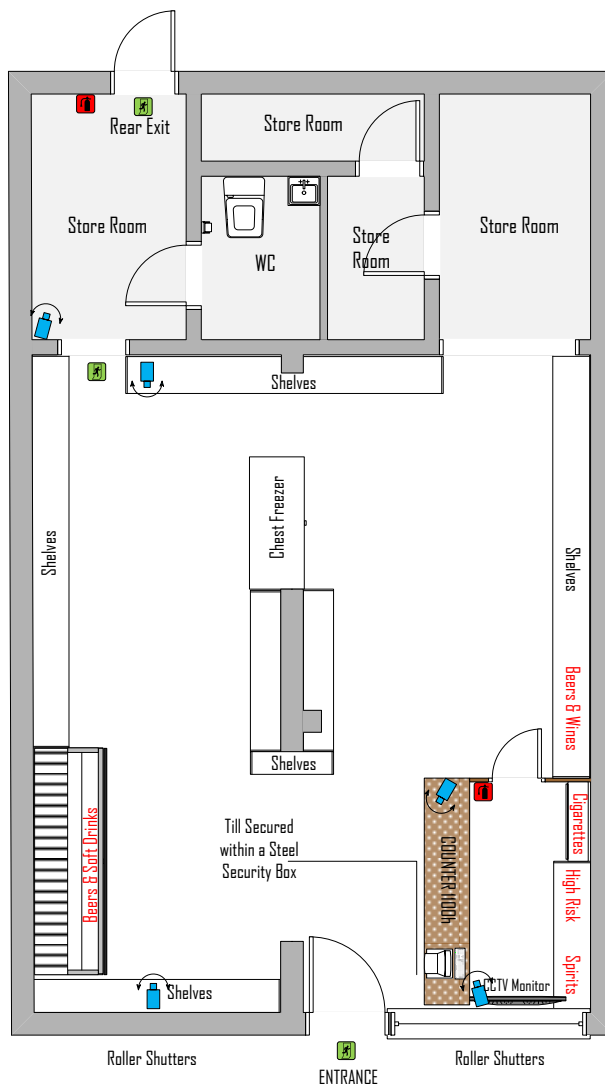 Rear Exit
Store Room
Store Room
Store Room
WC
Store
Room
Shelves
Shelves
Chest Freezer
Shelves
Beers & Wines
Shelves
Till Secured
within a Steel
Security Box
COUNTER
Cigarettes
High Risk
Spirits
Beers & Soft Drinks
CCTV Monitor
Shelves
Roller Shutters
ENTRANCE
Roller Shutters